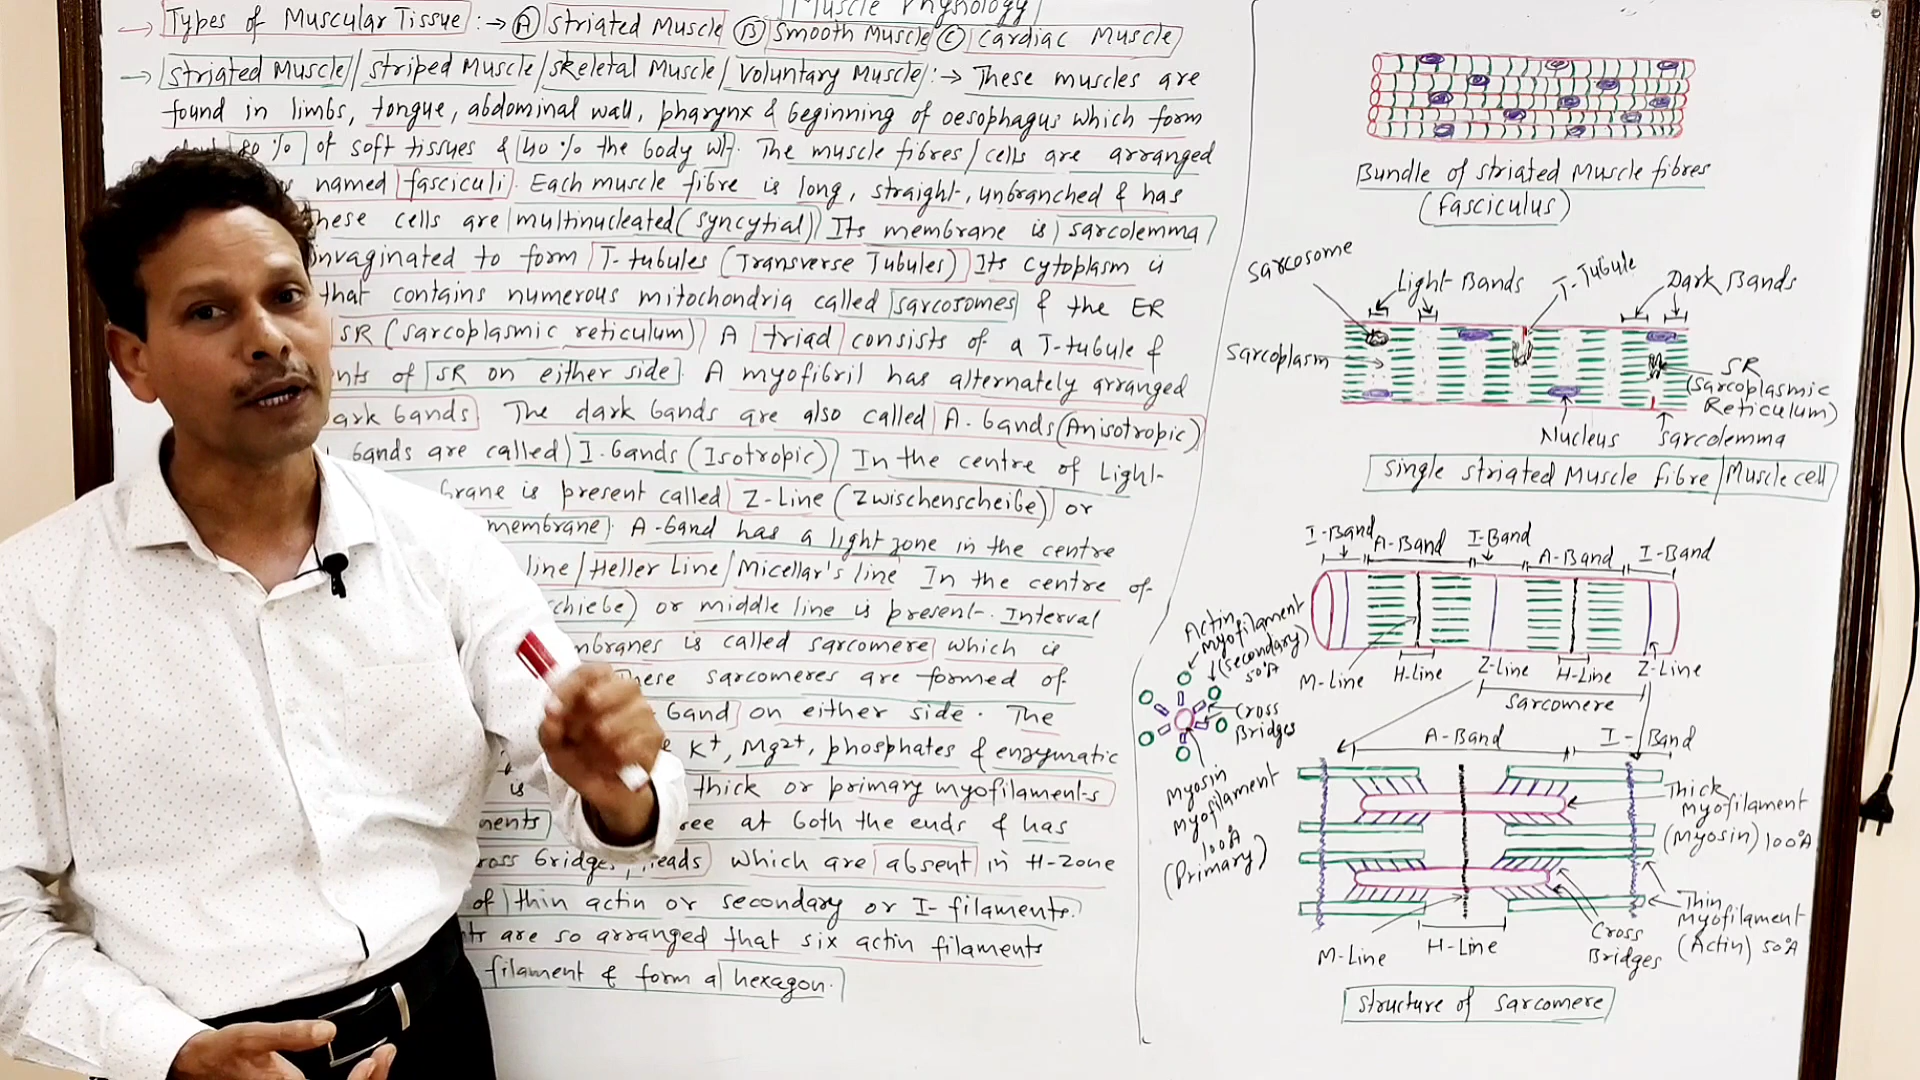 Muscle Physiology
→ Types of Muscular Tissue :→ Ⓐ Striated Muscle Ⓑ Smooth Muscle Ⓒ Cardiac Muscle
→ Striated Muscle/ striped Muscle/skeletal Muscle/ Voluntary Muscle :→ These muscles are
found in limbs, tongue, abdominal wall, pharynx & beginning of oesophagus which form
80 % of soft tissues & 40 % the body wt. The muscle fibres/cells are arranged
named fasciculi. Each muscle fibre is long, straight, unbranched & has
these cells are multinucleated (syncytial) Its membrane is sarcolemma
invaginated to form T-tubules (Transverse Tubules) Its cytoplasm is
that contains numerous mitochondria called sarcosomes & the ER
SR (sarcoplasmic reticulum) A triad consists of a T-tubule &
of SR on either side. A myofibril has alternately arranged
dark bands The dark bands are also called A-bands (Anisotropic)
bands are called I-bands (Isotropic) In the centre of Light-
is present called Z-Line (Zwischenscheibe) or
membrane. A-band has a light zone in the centre
line/Heller Line/Micellar's line In the centre of
or middle line is present. Interval
membranes is called sarcomere which is
These sarcomeres are formed of
band on either side. The
K⁺, Mg2⁺, phosphates & enzymatic
is thick or primary myofilaments
free at both the ends & has
cross bridges heads which are absent in H-zone
of thin actin or secondary or I-filaments.
are so arranged that six actin filaments
filament & form a hexagon.
Bundle of striated Muscle fibres
(fasciculus)
Sarcosome
Light Bands
T-Tubule
Dark Bands
Sarcoplasm
SR
(Sarcoplasmic
Reticulum)
Nucleus
sarcolemma
single striated Muscle fibre/Muscle cell
I-Band
A-Band
I-Band
A-Band
I-Band
M-Line
H-Line
Z-Line
H-Line
Z-Line
Sarcomere
Actin
myofilament
(secondary)
50°A
Cross
Bridges
Myosin
myofilament
100°A
(Primary)
A-Band
I-Band
Thick
myofilament
(Myosin) 100°A
Thin
Myofilament
(Actin) 50°A
Cross
Bridges
H-Line
M-Line
structure of sarcomere